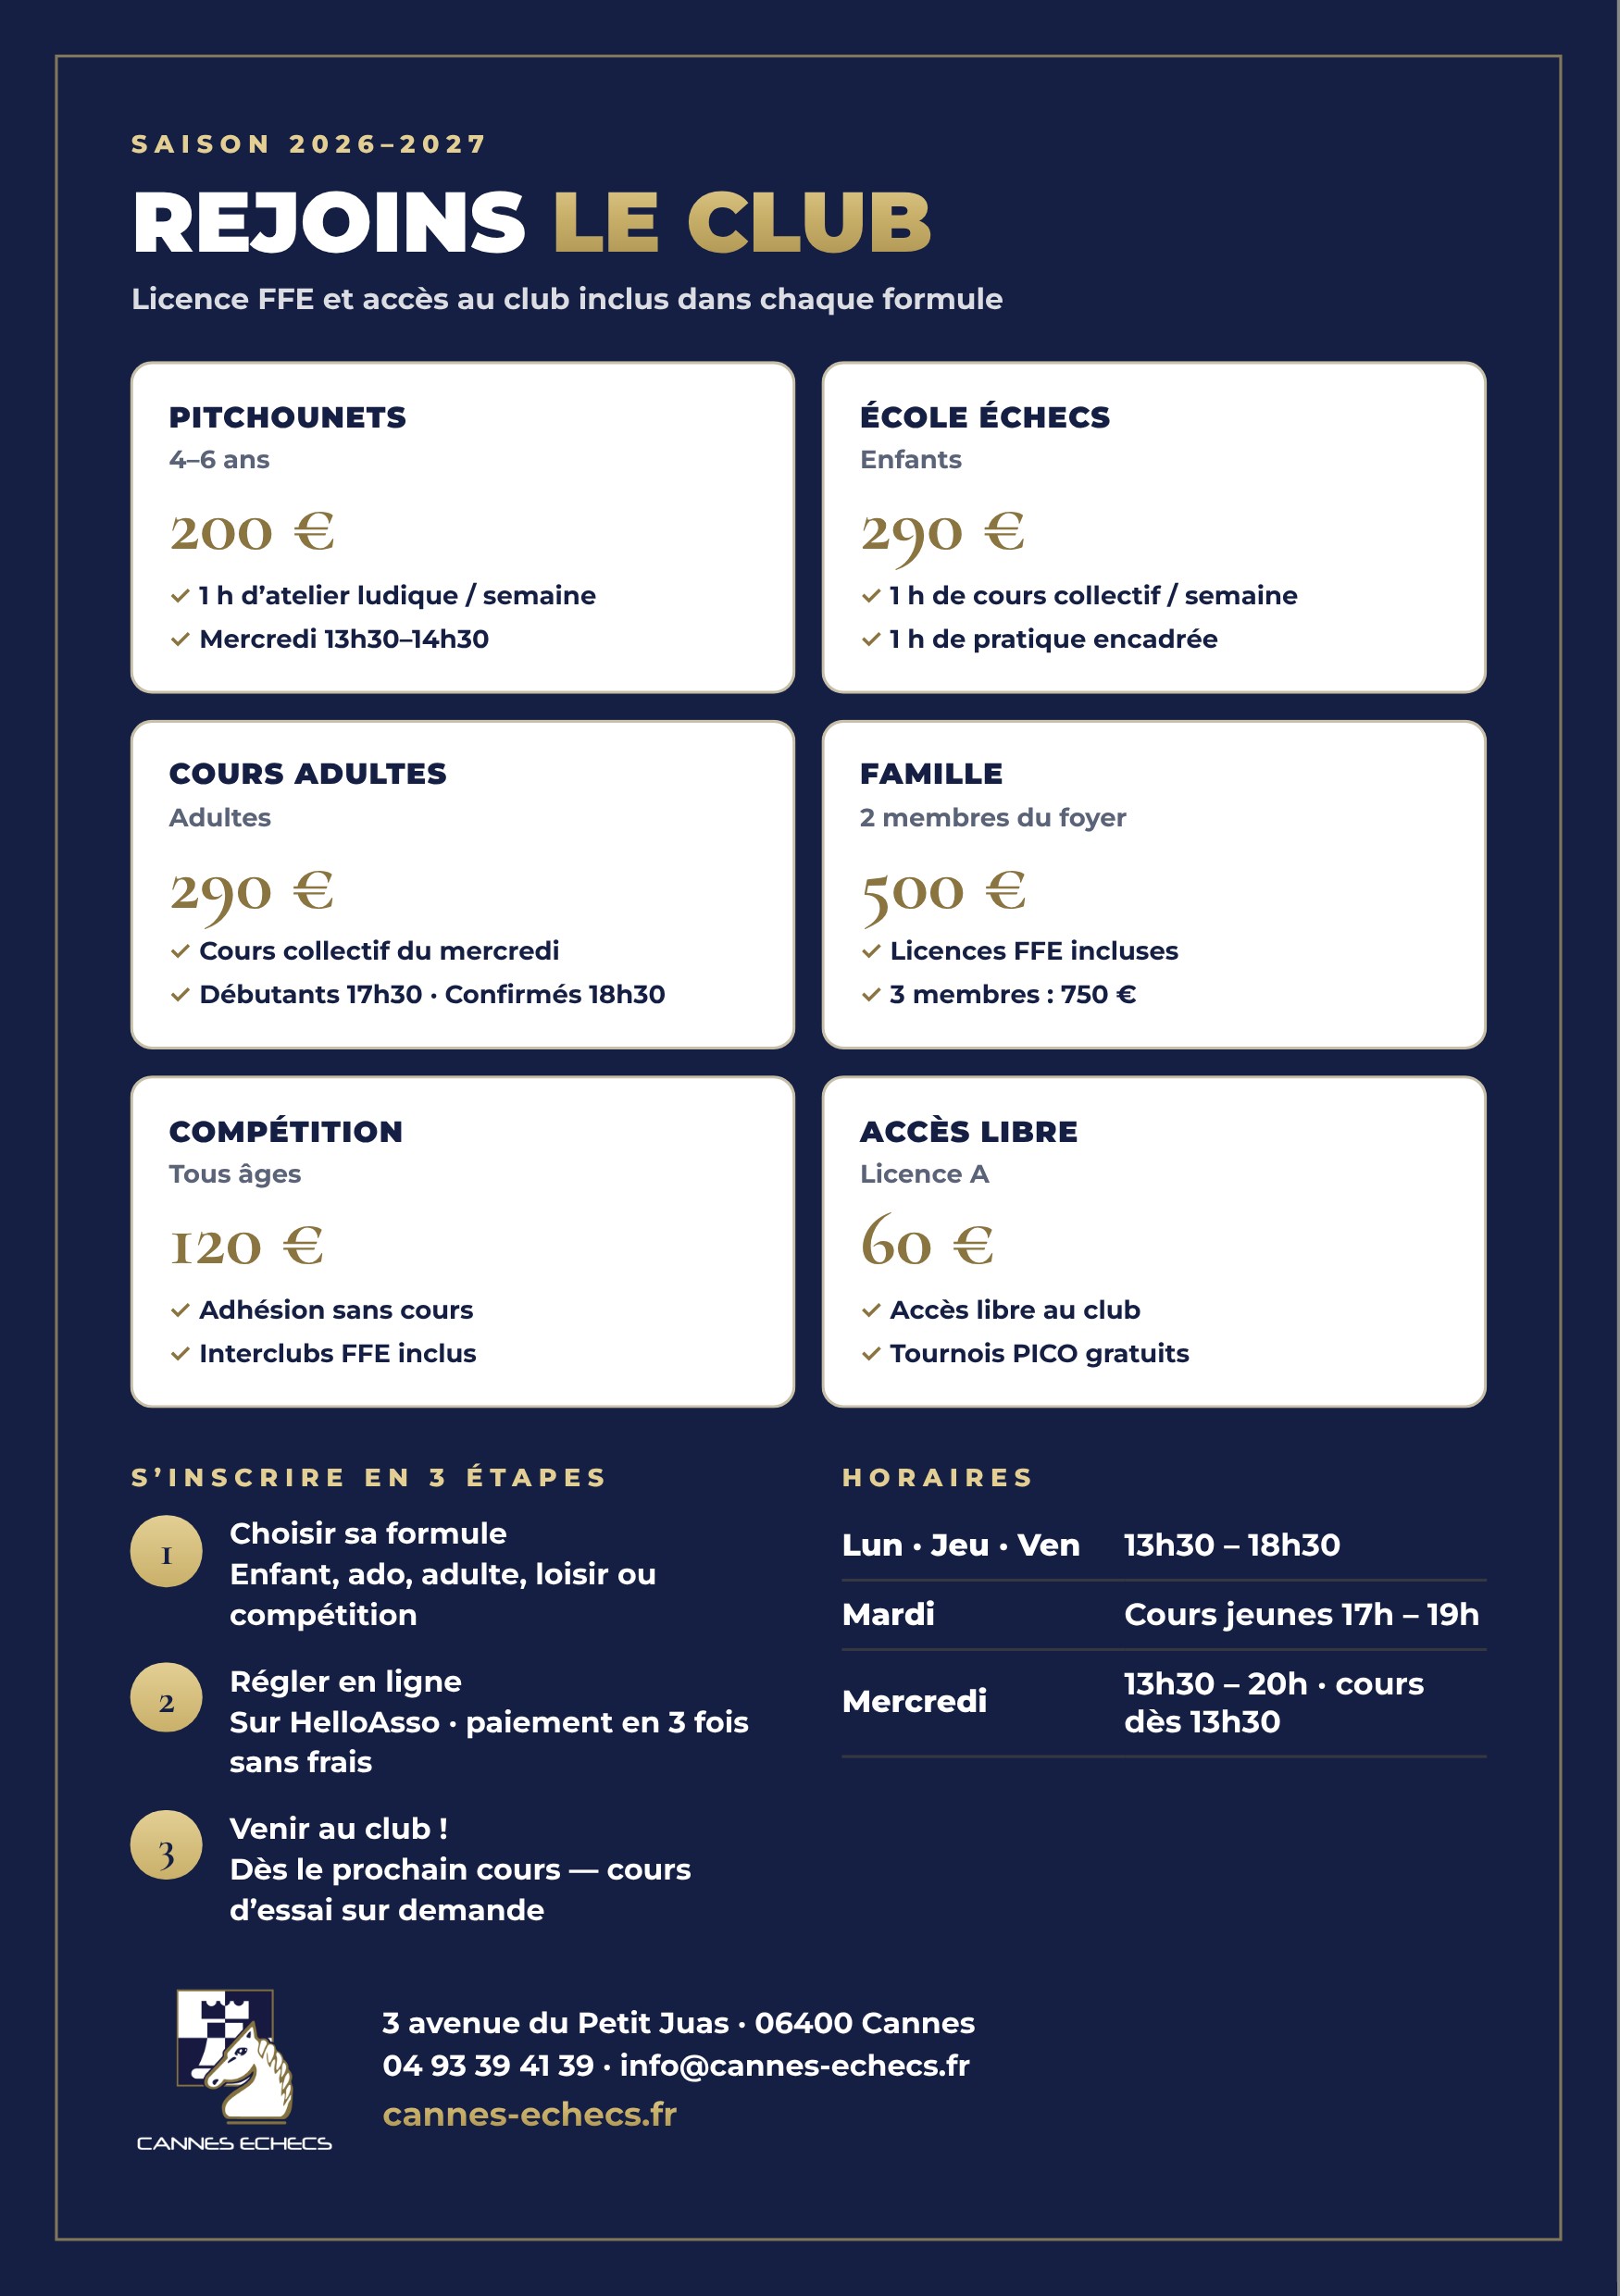 SAISON 2026–2027
REJOINS LE CLUB
Licence FFE et accès au club inclus dans chaque formule
PITCHOUNETS
4–6 ans
200 €
✓ 1 h d’atelier ludique / semaine
✓ Mercredi 13h30–14h30
ÉCOLE ÉCHECS
Enfants
290 €
✓ 1 h de cours collectif / semaine
✓ 1 h de pratique encadrée
COURS ADULTES
Adultes
290 €
✓ Cours collectif du mercredi
✓ Débutants 17h30 · Confirmés 18h30
FAMILLE
2 membres du foyer
500 €
✓ Licences FFE incluses
✓ 3 membres : 750 €
COMPÉTITION
Tous âges
120 €
✓ Adhésion sans cours
✓ Interclubs FFE inclus
ACCÈS LIBRE
Licence A
60 €
✓ Accès libre au club
✓ Tournois PICO gratuits
S’INSCRIRE EN 3 ÉTAPES
1
Choisir sa formule
Enfant, ado, adulte, loisir ou
compétition
2
Régler en ligne
Sur HelloAsso · paiement en 3 fois
sans frais
3
Venir au club !
Dès le prochain cours — cours
d’essai sur demande
HORAIRES
Lun · Jeu · Ven 13h30 – 18h30
Mardi Cours jeunes 17h – 19h
Mercredi 13h30 – 20h · cours
dès 13h30
CANNES ECHECS
3 avenue du Petit Juas · 06400 Cannes
04 93 39 41 39 · info@cannes-echecs.fr
cannes-echecs.fr